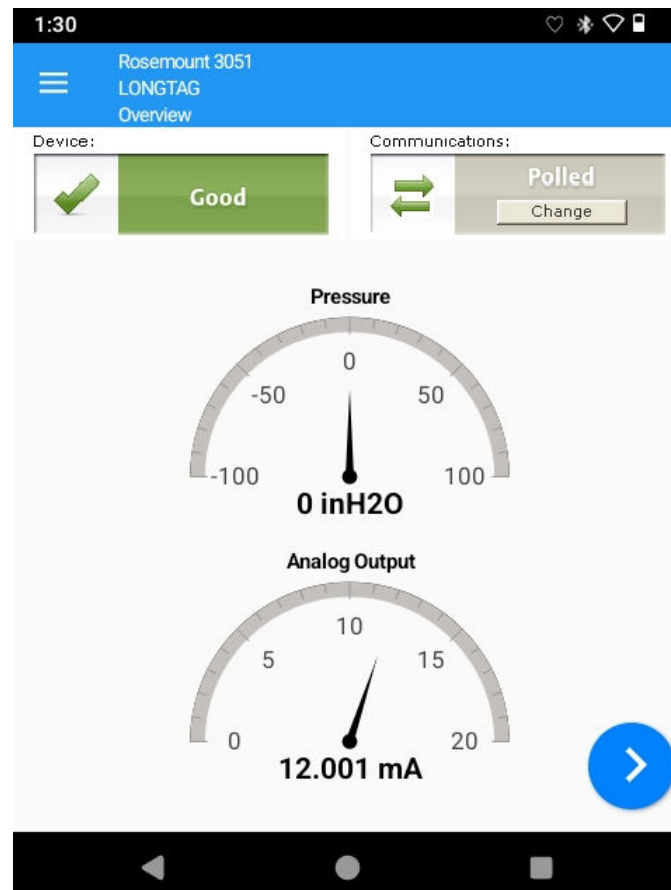 1:30
Rosemount 3051
LONGTAG
Overview
Device:
Good
Communications:
Polled
Change
Pressure
0
-50
50
-100
100
0 inH2O
Analog Output
10
5
15
0
20
12.001 mA